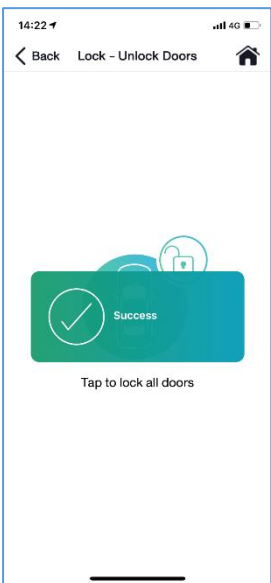 14:22
4G
Back Lock - Unlock Doors
Success
Tap to lock all doors